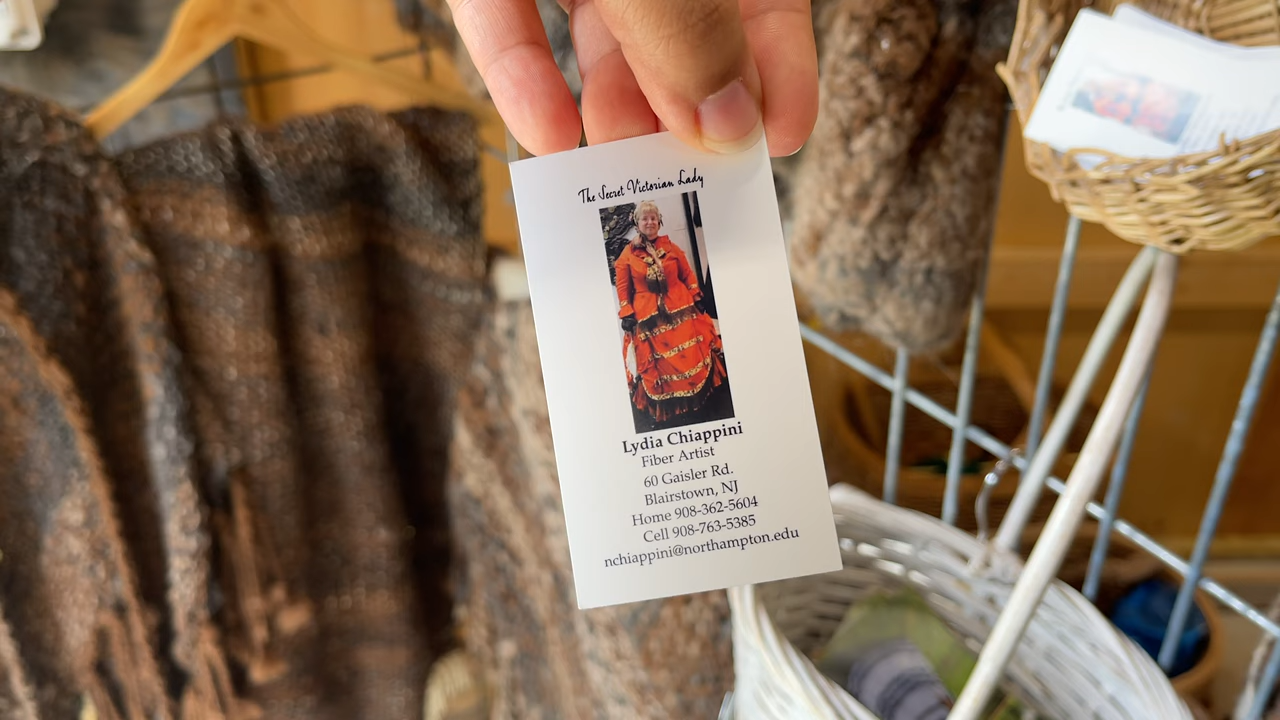 The Secret Victorian Lady
Lydia Chiappini
Fiber Artist
60 Gaisler Rd.
Blairstown, NJ
Home 908-362-5604
Cell 908-763-5385
nchiappini@northampton.edu